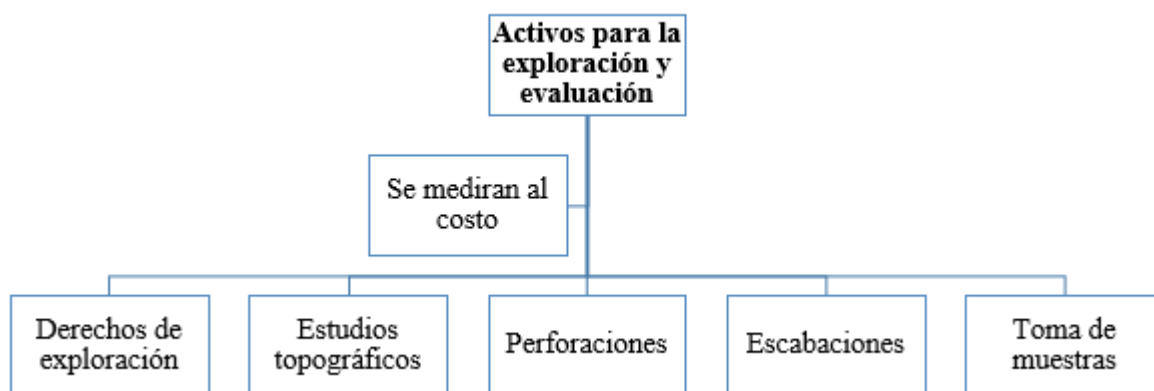 Activos para la
exploración y
evaluación
Se mediran al
costo
Derechos de
exploración
Estudios
topográficos
Perforaciones
Escabaciones
Toma de
muestras